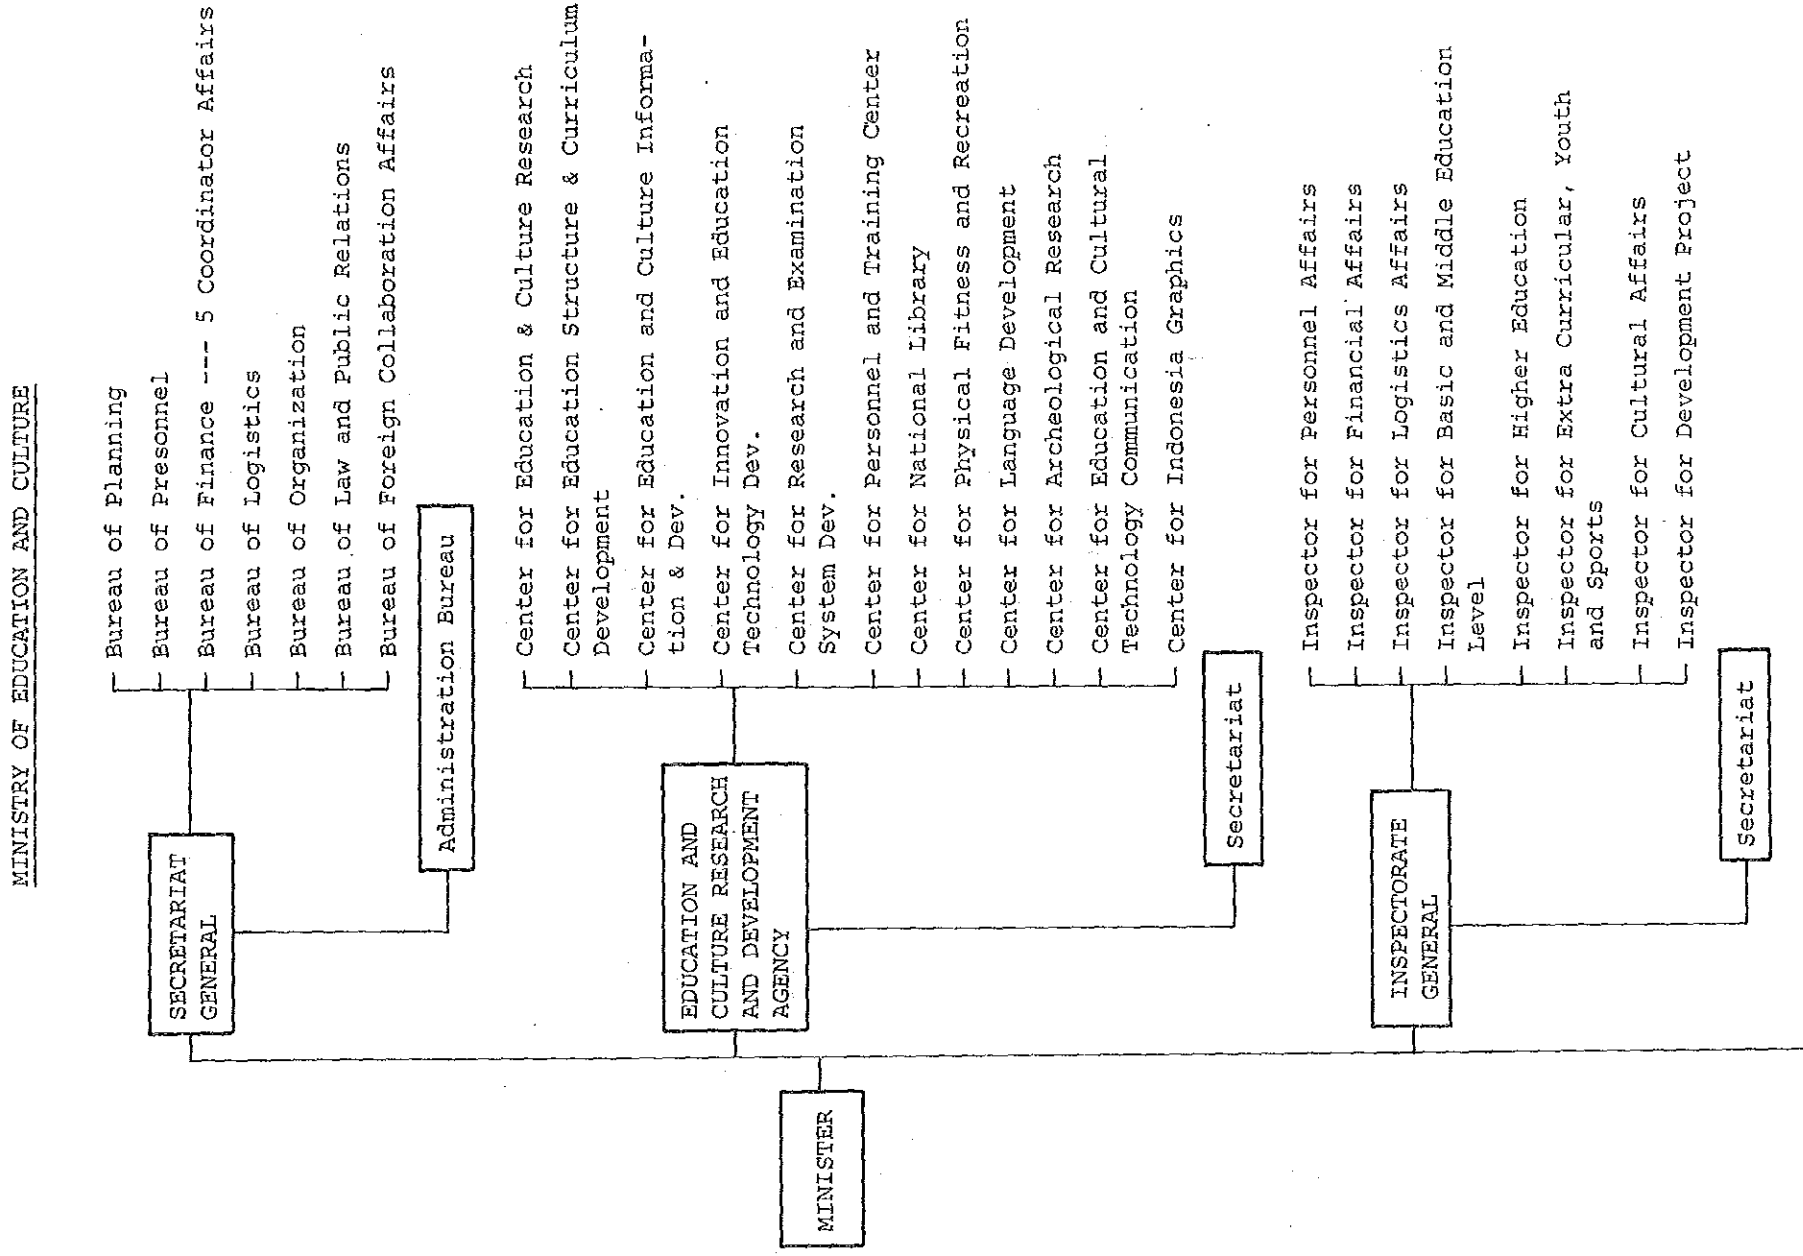 MINISTRY OF EDUCATION AND CULTURE
MINISTER
SECRETARIAT
GENERAL
Bureau of Planning
Bureau of Presonnel
Bureau of Finance --- 5 Coordinator Affairs
Bureau of Logistics
Bureau of Organization
Bureau of Law and Public Relations
Bureau of Foreign Collaboration Affairs
Administration Bureau
EDUCATION AND
CULTURE RESEARCH
AND DEVELOPMENT
AGENCY
Center for Education & Culture Research
Center for Education Structure & Curriculum
Development
Center for Education and Culture Informa-
tion & Dev.
Center for Innovation and Education
Technology Dev.
Center for Research and Examination
System Dev.
Center for Personnel and Training Center
Center for National Library
Center for Physical Fitness and Recreation
Center for Language Development
Center for Archeological Research
Center for Education and Cultural
Technology Communication
Center for Indonesia Graphics
Secretariat
INSPECTORATE
GENERAL
Inspector for Personnel Affairs
Inspector for Financial Affairs
Inspector for Logistics Affairs
Inspector for Basic and Middle Education
Level
Inspector for Higher Education
Inspector for Extra Curricular, Youth
and Sports
Inspector for Cultural Affairs
Inspector for Development Project
Secretariat